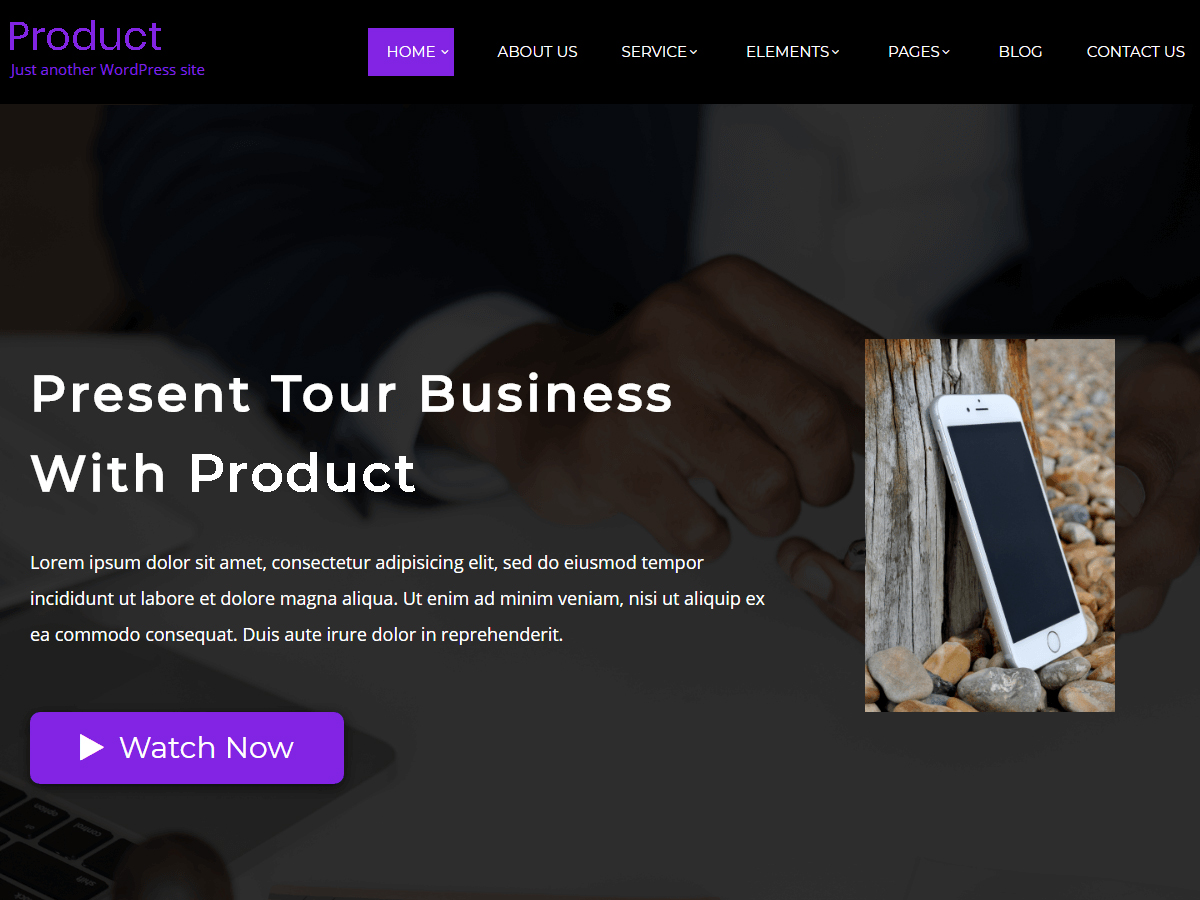 Product
Just another WordPress site
HOME
ABOUT US
SERVICE
ELEMENTS
PAGES
BLOG
CONTACT US
Present Tour Business
With Product
Lorem ipsum dolor sit amet, consectetur adipisicing elit, sed do eiusmod tempor
incididunt ut labore et dolore magna aliqua. Ut enim ad minim veniam, nisi ut aliquip ex
ea commodo consequat. Duis aute irure dolor in reprehenderit.
Watch Now
option
control
shift